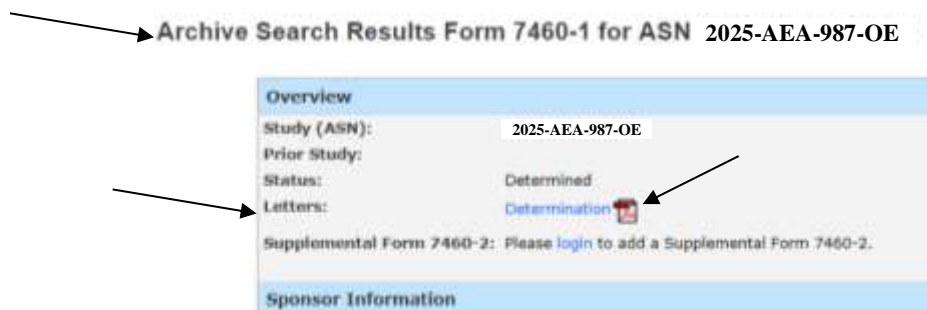 Archive Search Results Form 7460-1 for ASN 2025-AEA-987-OE
Overview
Study (ASN): 2025-AEA-987-OE
Prior Study:
Status: Determined
Letters: Determination
Supplemental Form 7460-2: Please login to add a Supplemental Form 7460-2.
Sponsor Information